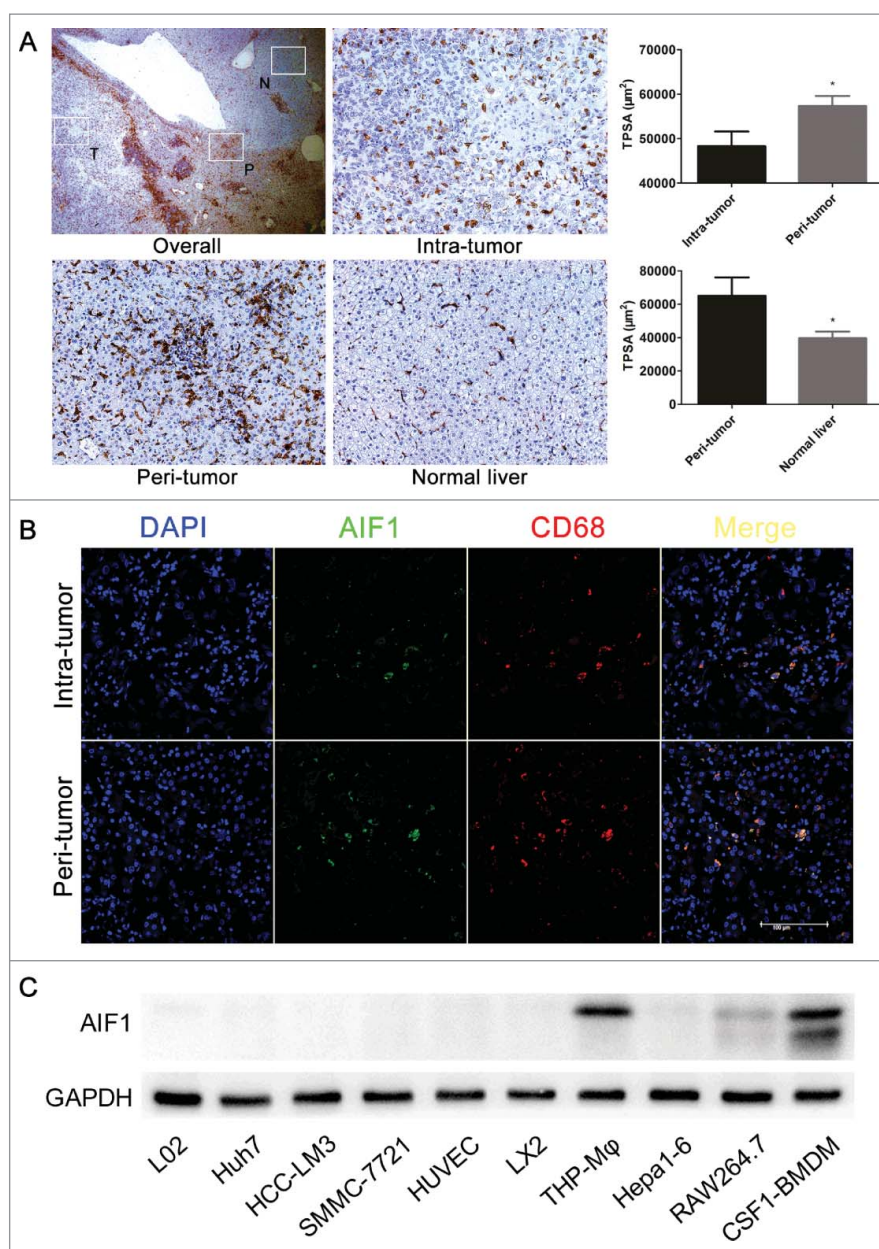 A
N
T
P
Overall
Intra-tumor
TPSA (µm²)
70000
60000
50000
40000
*
Intra-tumor
Peri-tumor
Peri-tumor
Normal liver
TPSA (µm²)
80000
60000
40000
20000
0
*
Peri-tumor
Normal liver
B
DAPI
AIF1
CD68
Merge
Intra-tumor
Peri-tumor
100 µm
C
AIF1
GAPDH
L02
Huh7
HCC-LM3
SMMC-7721
HUVEC
LX2
THP-Mφ
Hepa1-6
RAW264.7
CSF1-BMDM